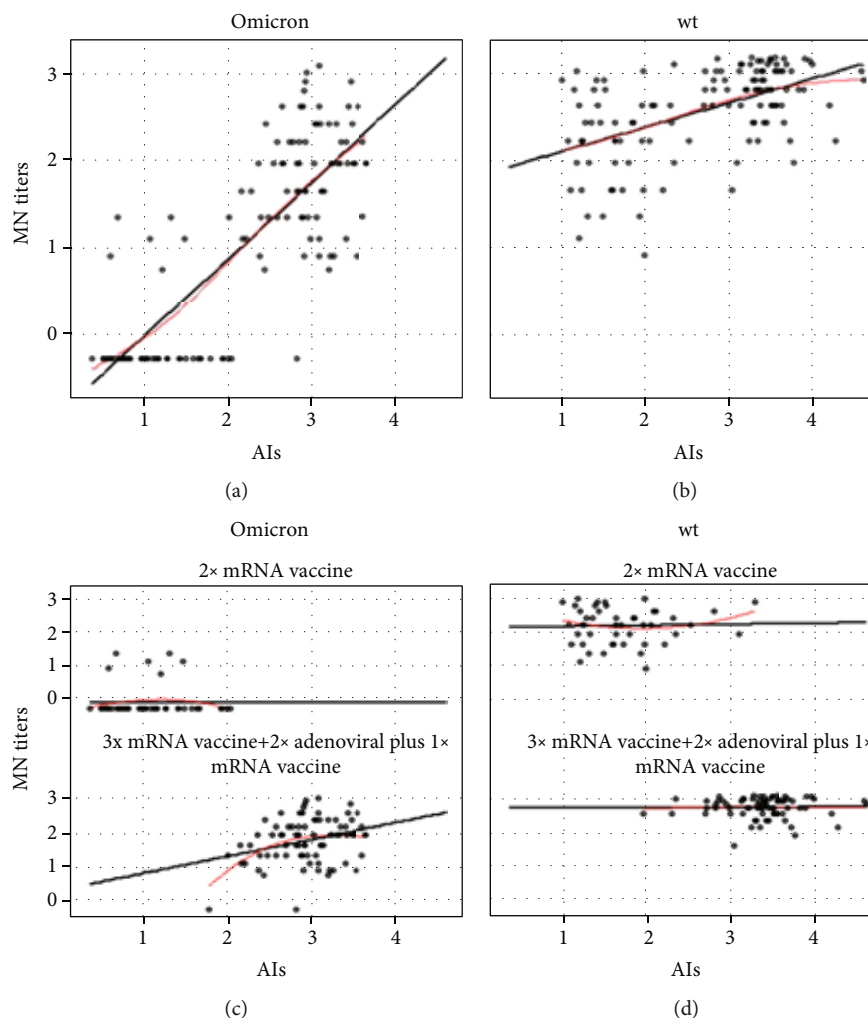 Omicron
wt
MN titers
3
2
1
0
1 2 3 4
AIs
1 2 3 4
AIs
(a)
(b)
Omicron
wt
2× mRNA vaccine
2× mRNA vaccine
MN titers
3
2
1
0
3x mRNA vaccine+2× adenoviral plus 1×
mRNA vaccine
3× mRNA vaccine+2× adenoviral plus 1×
mRNA vaccine
3
2
1
0
1 2 3 4
AIs
1 2 3 4
AIs
(c)
(d)